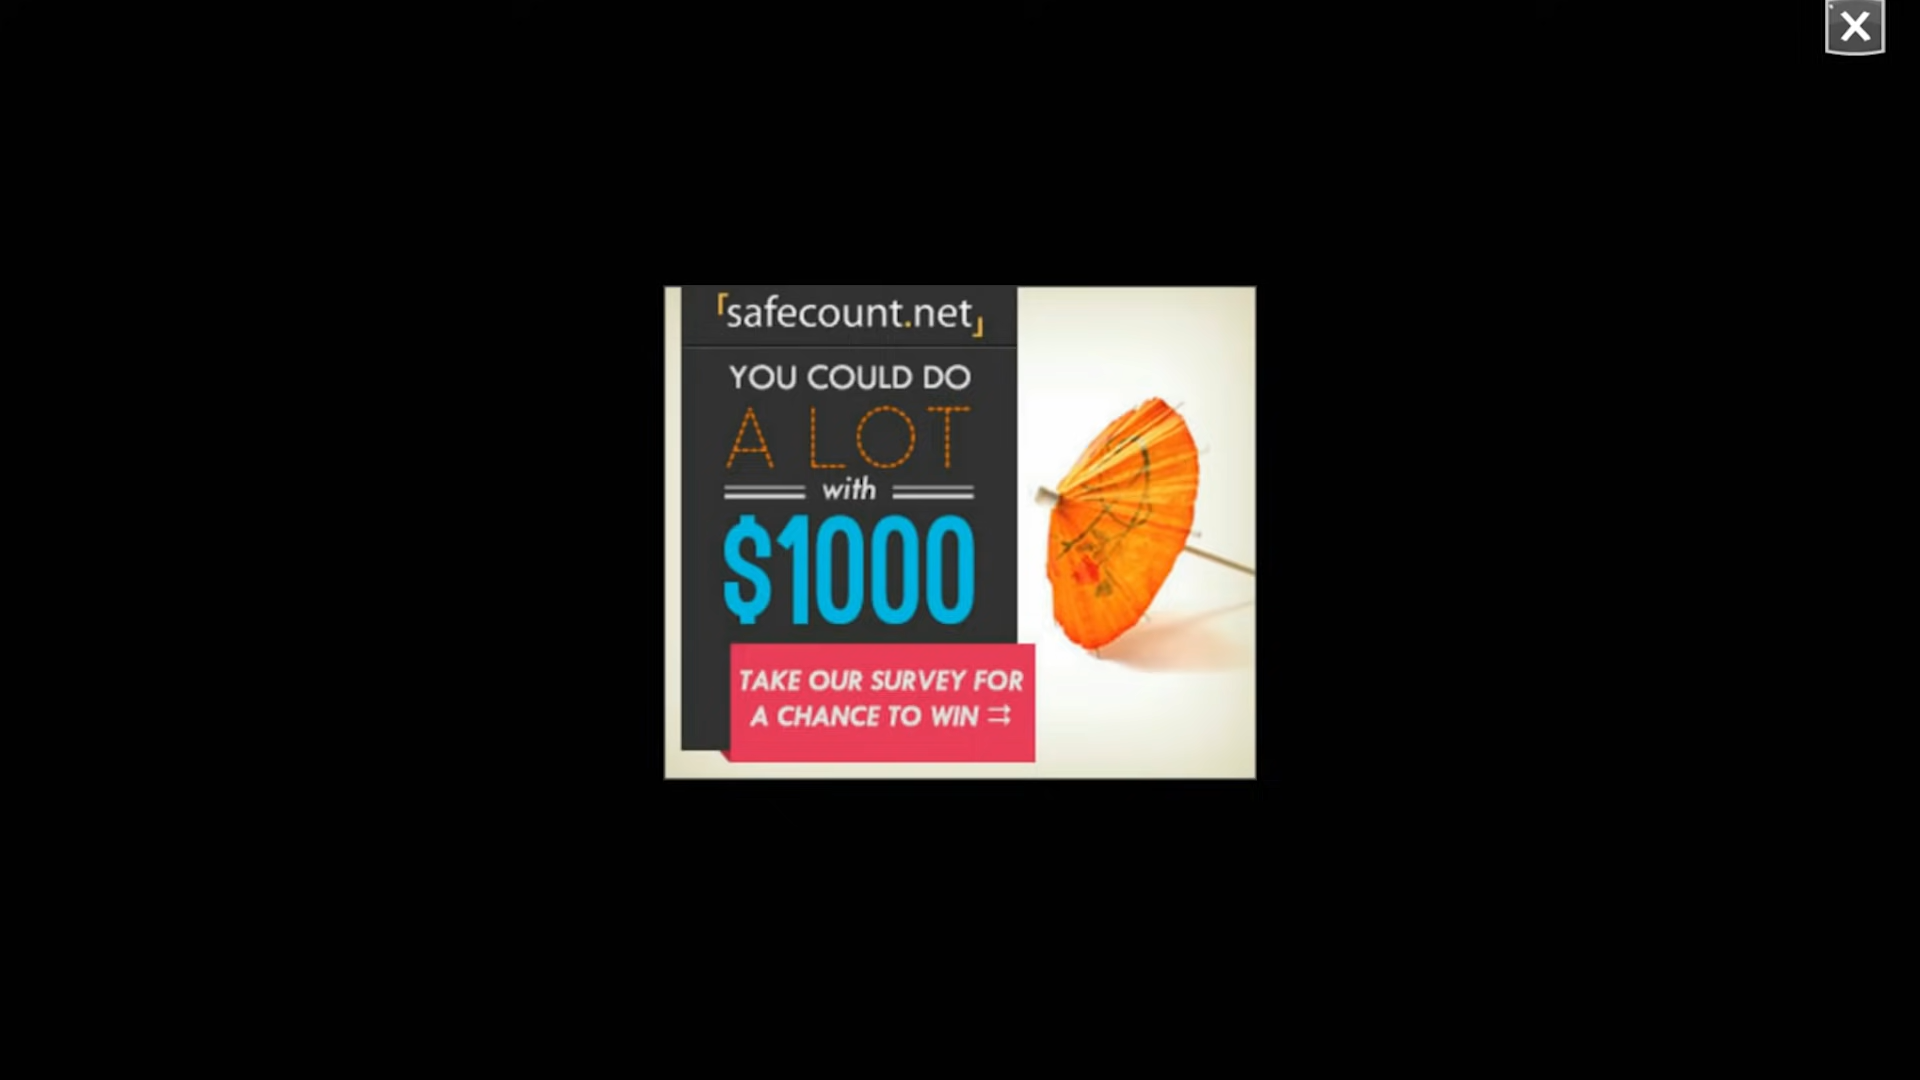 safecount.net
YOU COULD DO
A LOT
with
$1000
TAKE OUR SURVEY FOR
A CHANCE TO WIN